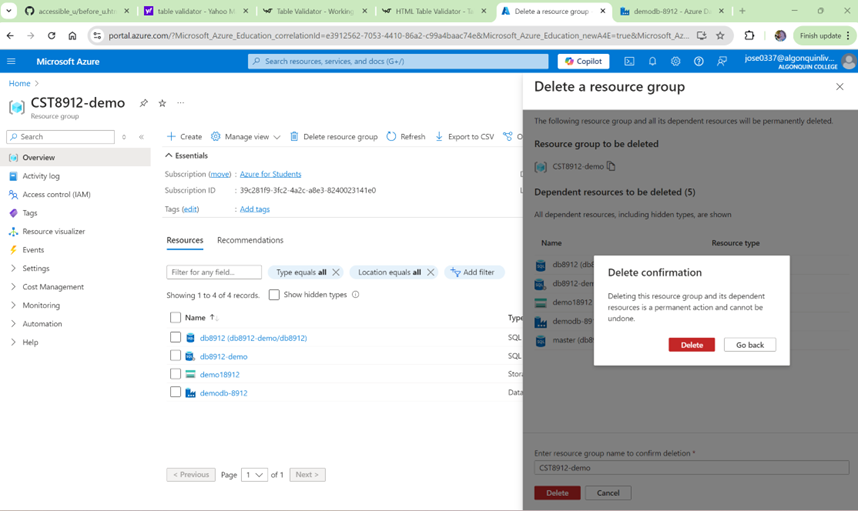 accessible_u/before_u.ht
table validator - Yahoo M
Table Validator - Working
HTML Table Validator - Ta
Delete a resource group
demodb-8912 - Azure Da
portal.azure.com/?Microsoft_Azure_Education_correlationId=e3912562-7053-4410-86a2-c99a4baac74e&Microsoft_Azure_Education_newA4E=true&Microsoft_Az...
Finish update
Microsoft Azure
Search resources, services, and docs (G+/)
Copilot
jose0337@algonquinliv...
ALGONQUIN COLLEGE
Home >
CST8912-demo
Resource group
Search
Overview
Activity log
Access control (IAM)
Tags
Resource visualizer
Events
Settings
Cost Management
Monitoring
Automation
Help
Create
Manage view
Delete resource group
Refresh
Export to CSV
O
Essentials
Subscription (move) : Azure for Students
Subscription ID : 39c281f9-3fc2-4a2c-a8e3-8240023141e0
Tags (edit) : Add tags
Resources
Recommendations
Filter for any field...
Type equals all
Location equals all
Add filter
Showing 1 to 4 of 4 records.
Show hidden types
Name
Type
db8912 (db8912-demo/db8912)
SQL
db8912-demo
SQL
demo18912
Stora
demodb-8912
Data
< Previous
Page
1
of 1
Next >
Delete a resource group
The following resource group and all its dependent resources will be permanently deleted.
Resource group to be deleted
CST8912-demo
Dependent resources to be deleted (5)
All dependent resources, including hidden types, are shown
Name
Resource type
db8912
db8912-den
demo18912
demodb-89
master (db8
Delete confirmation
Deleting this resource group and its dependent
resources is a permanent action and cannot be
undone.
Delete
Go back
Enter resource group name to confirm deletion *
CST8912-demo
Delete
Cancel